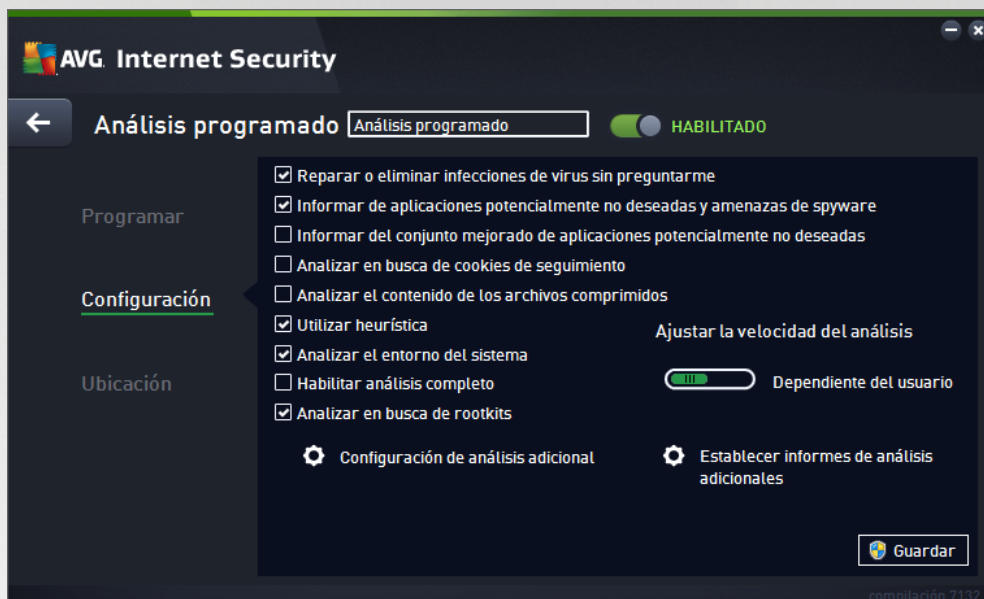 AVG. Internet Security
Análisis programado
Análisis programado
HABILITADO
Programar
Configuración
Ubicación
Reparar o eliminar infecciones de virus sin preguntarme
Informar de aplicaciones potencialmente no deseadas y amenazas de spyware
Informar del conjunto mejorado de aplicaciones potencialmente no deseadas
Analizar en busca de cookies de seguimiento
Analizar el contenido de los archivos comprimidos
Utilizar heurística
Analizar el entorno del sistema
Habilitar análisis completo
Analizar en busca de rootkits
Ajustar la velocidad del análisis
Dependiente del usuario
Configuración de análisis adicional
Establecer informes de análisis
adicionales
Guardar
compilación 7132